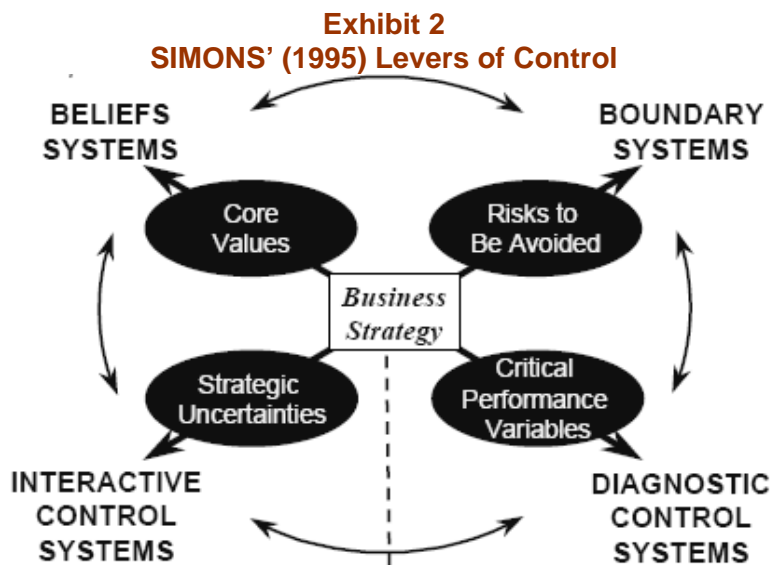 Exhibit 2
SIMONS’ (1995) Levers of Control
BELIEFS
SYSTEMS
BOUNDARY
SYSTEMS
Core
Values
Risks to
Be Avoided
Business
Strategy
Strategic
Uncertainties
Critical
Performance
Variables
INTERACTIVE
CONTROL
SYSTEMS
DIAGNOSTIC
CONTROL
SYSTEMS